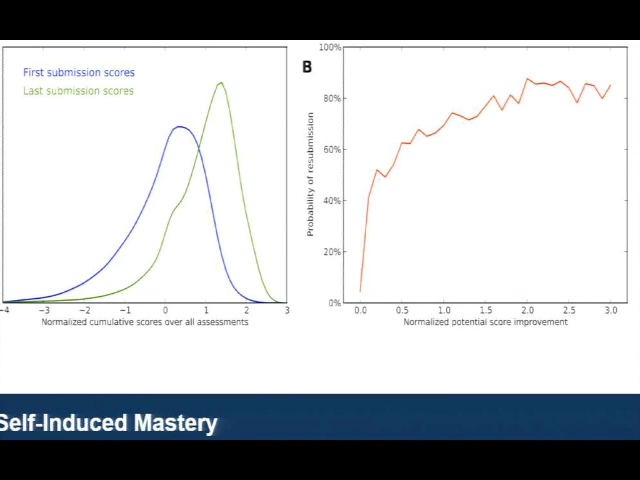 First submission scores
Last submission scores
−4 −3 −2 −1 0 1 2 3
Normalized cumulative scores over all assessments
B
Probability of resubmission
100%
80%
60%
40%
20%
0%
0.0 0.5 1.0 1.5 2.0 2.5 3.0
Normalized potential score improvement
Self-Induced Mastery